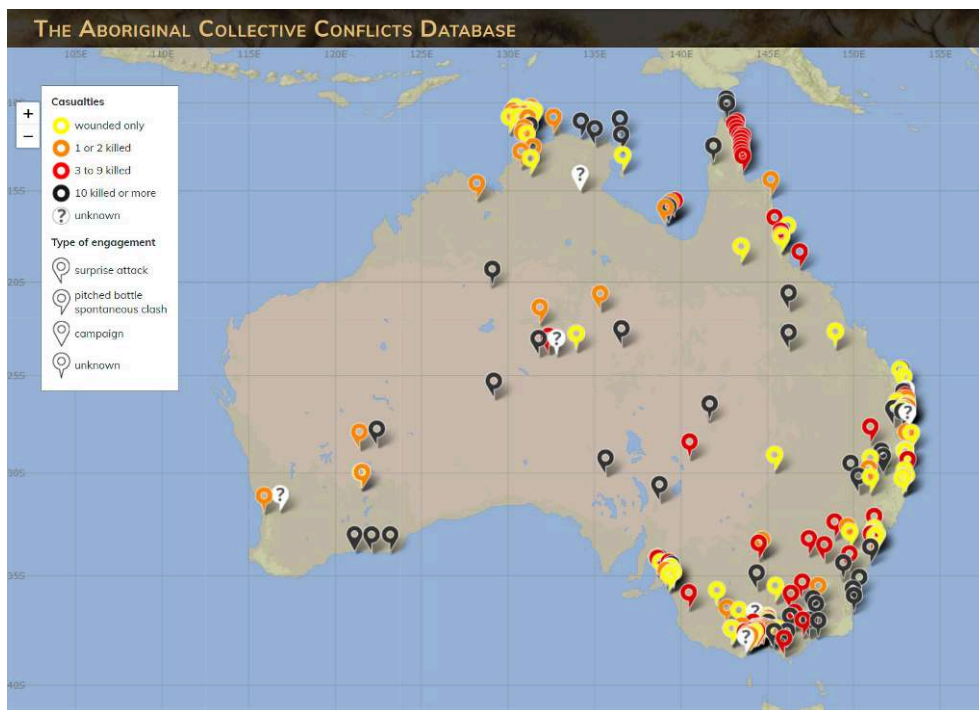 THE ABORIGINAL COLLECTIVE CONFLICTS DATABASE
105E 110E 115E 120E 125E 130E 135E 140E 145E 150E 155E
+
−
Casualties
wounded only
1 or 2 killed
3 to 9 killed
10 killed or more
? unknown
Type of engagement
surprise attack
pitched battle
spontaneous clash
campaign
unknown
10S
15S
20S
25S
30S
35S
40S
?
?
?
?
?
?